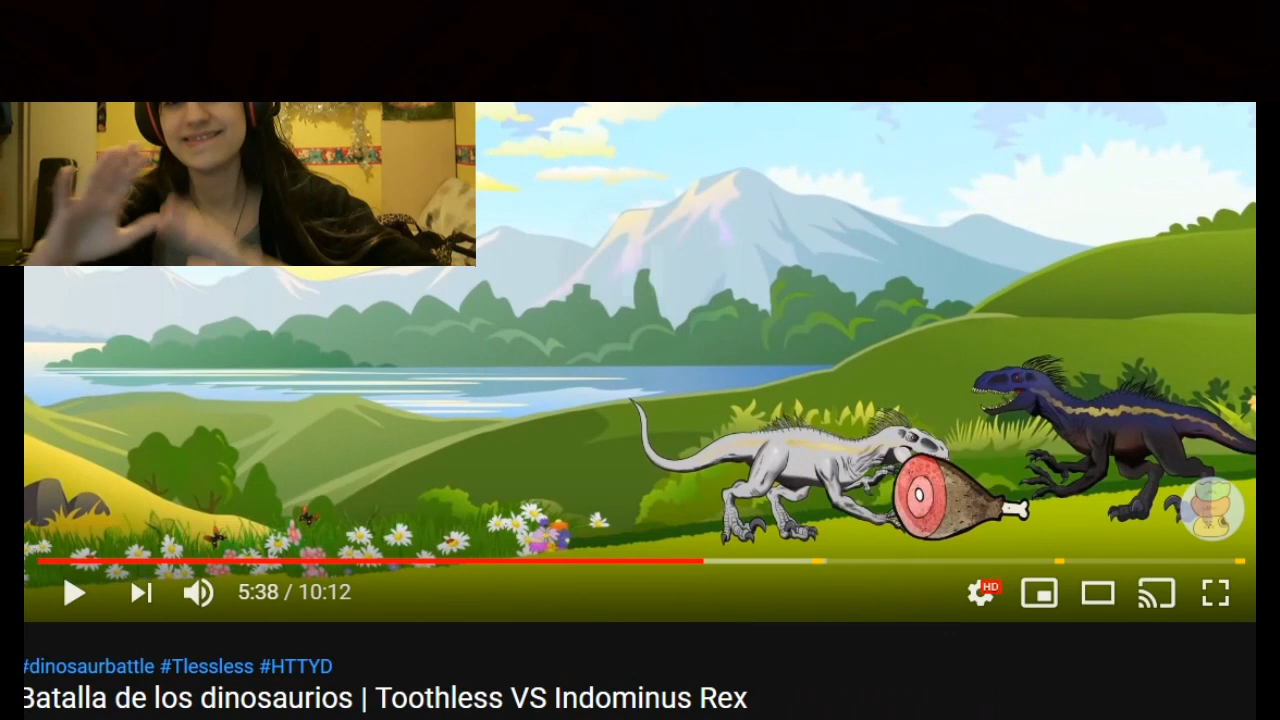 5:38 / 10:12
HD
#dinosaurbattle #Tlessless #HTTYD
Batalla de los dinosaurios | Toothless VS Indominus Rex